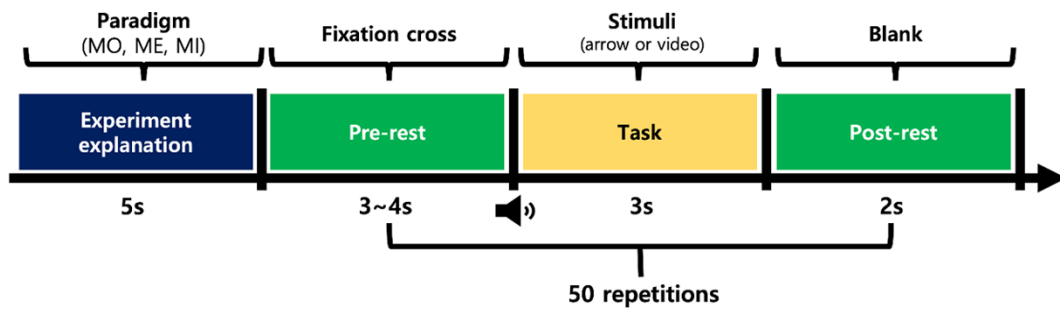 Paradigm
(MO, ME, MI)
Fixation cross
Stimuli
(arrow or video)
Blank
Experiment
explanation
Pre-rest
Task
Post-rest
5s
3~4s
3s
2s
50 repetitions